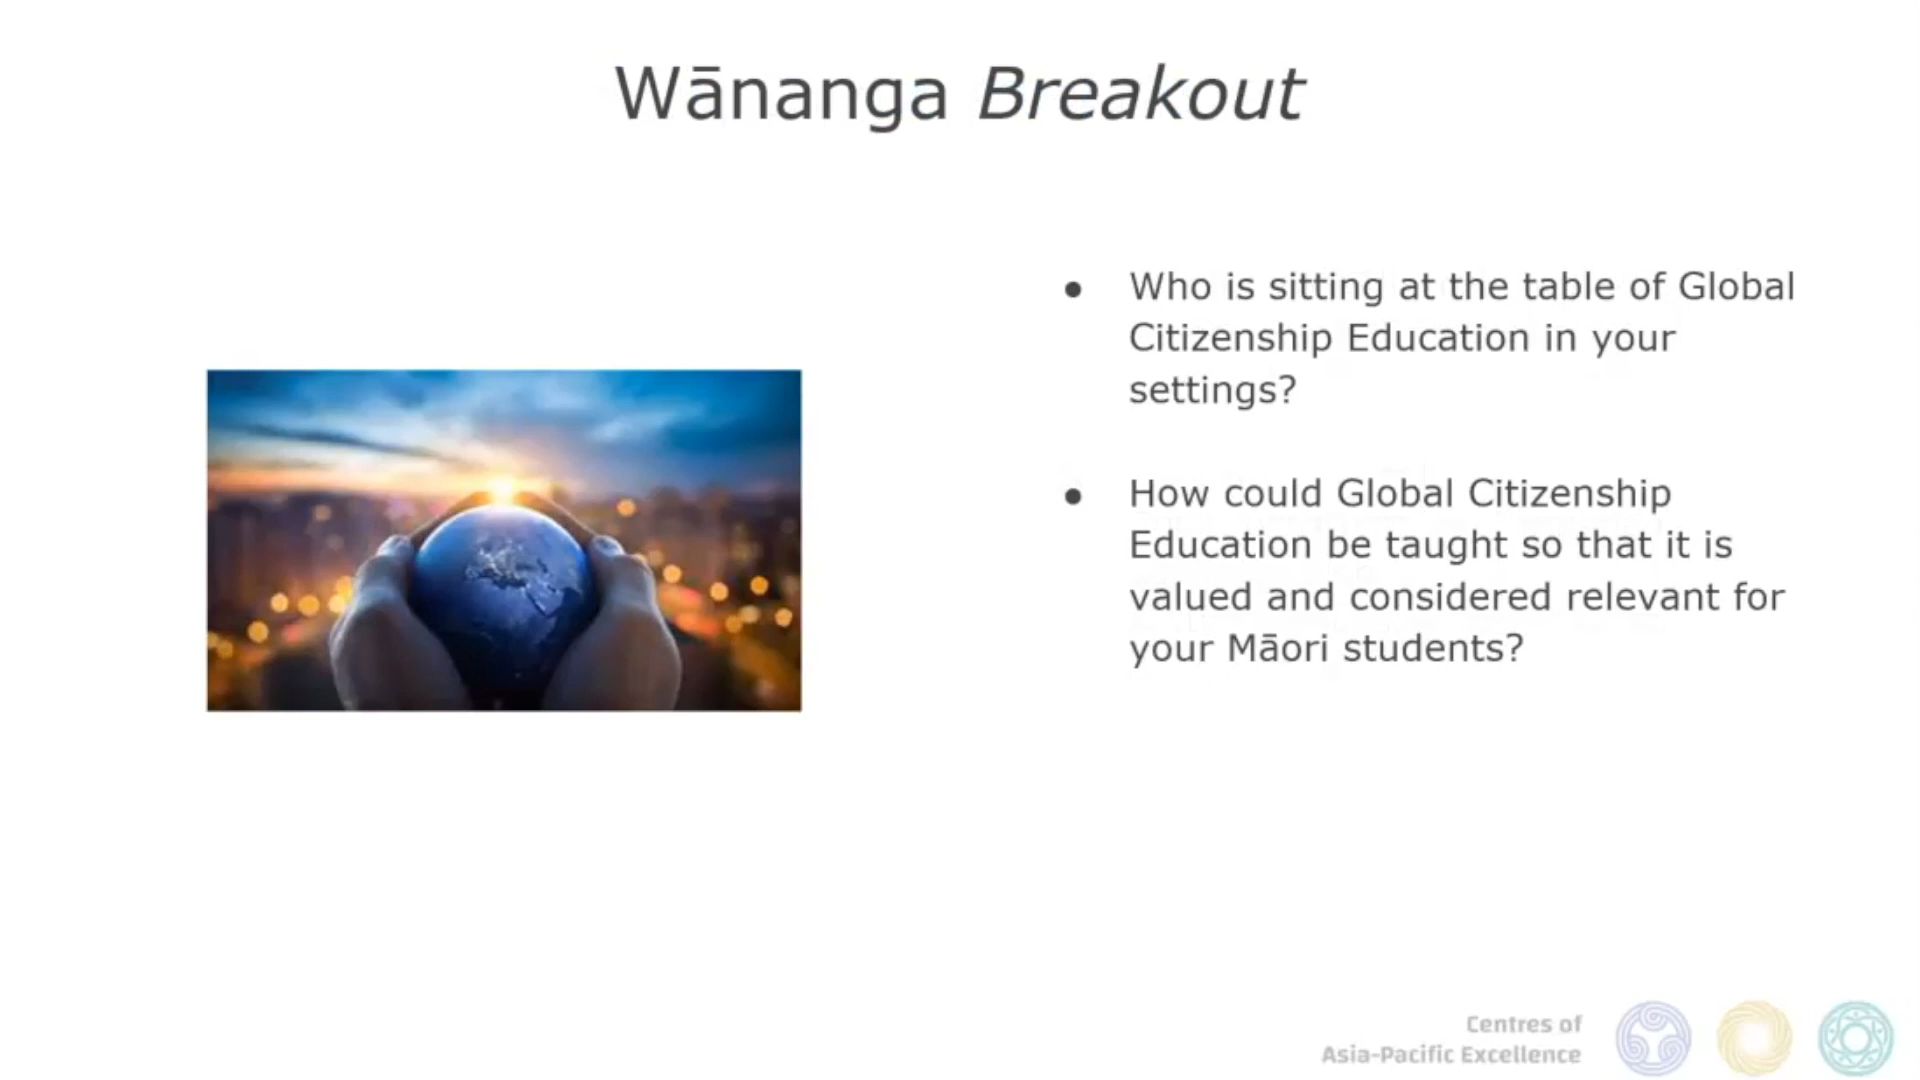 Wānanga Breakout
● Who is sitting at the table of Global
Citizenship Education in your
settings?
● How could Global Citizenship
Education be taught so that it is
valued and considered relevant for
your Māori students?
Centres of
Asia-Pacific Excellence